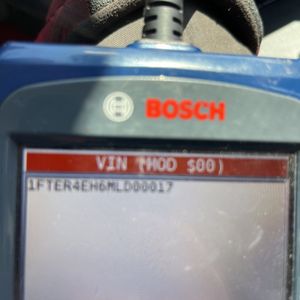 BOSCH
VIN (MOD $00)
1FTER4EH6MLD00017